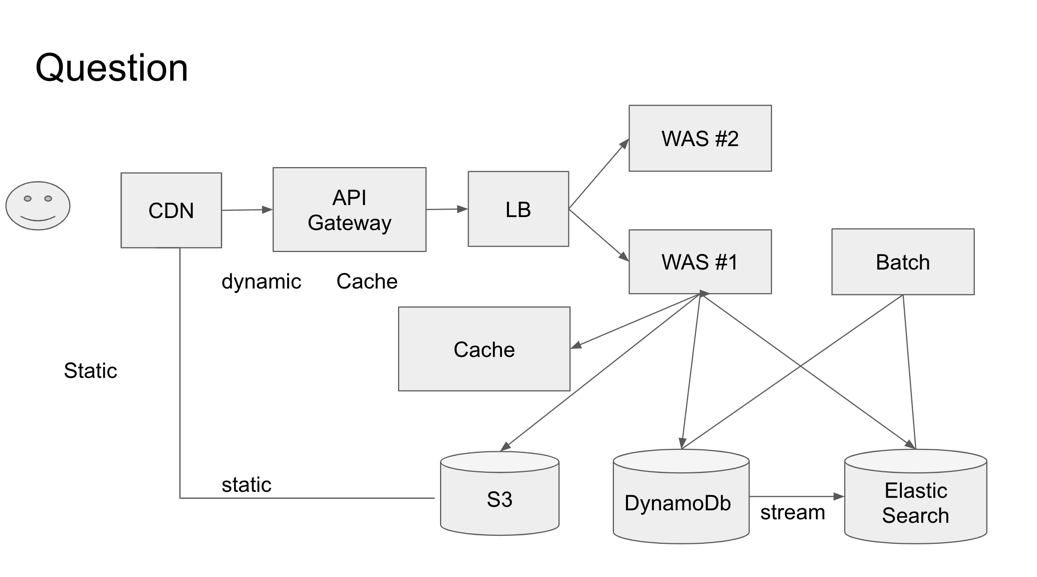 Question
WAS #2
CDN
API
Gateway
LB
WAS #1
Batch
dynamic
Cache
Cache
Static
static
S3
DynamoDb
stream
Elastic
Search